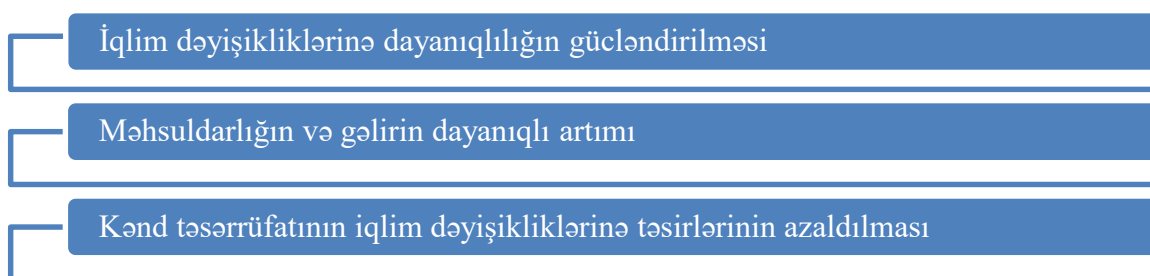 İqlim dəyişikliklərinə dayanıqlılığın gücləndirilməsi
Məhsuldarlığın və gəlirin dayanıqlı artımı
Kənd təsərrüfatının iqlim dəyişikliklərinə təsirlərinin azaldılması